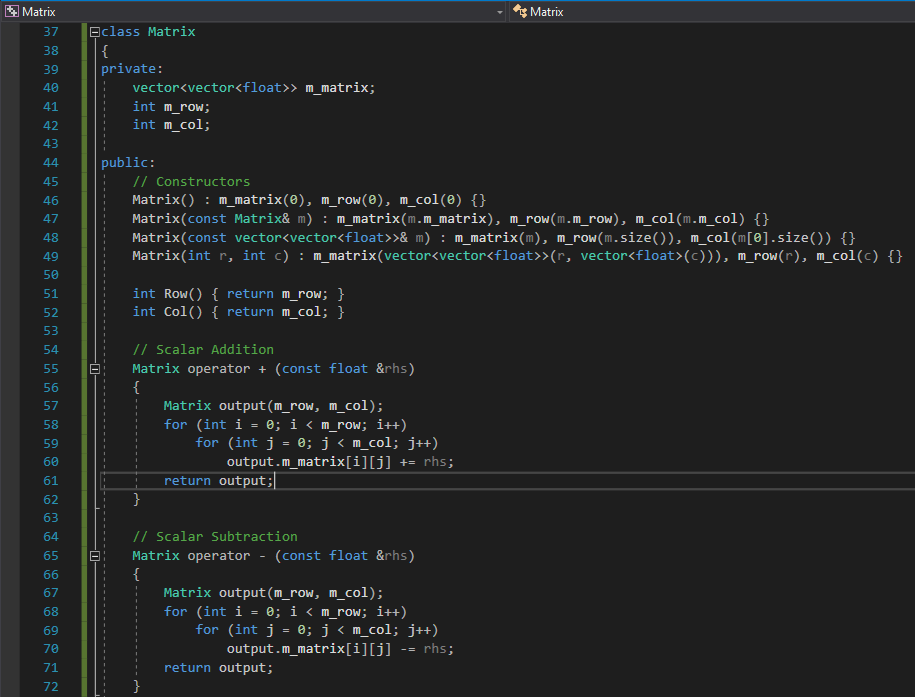 Matrix Matrix
37 class Matrix
38 {
39 private:
40     vector<vector<float>> m_matrix;
41     int m_row;
42     int m_col;
43
44 public:
45     // Constructors
46     Matrix() : m_matrix(0), m_row(0), m_col(0) {}
47     Matrix(const Matrix& m) : m_matrix(m.m_matrix), m_row(m.m_row), m_col(m.m_col) {}
48     Matrix(const vector<vector<float>>& m) : m_matrix(m), m_row(m.size()), m_col(m[0].size()) {}
49     Matrix(int r, int c) : m_matrix(vector<vector<float>>(r, vector<float>(c))), m_row(r), m_col(c) {}
50
51     int Row() { return m_row; }
52     int Col() { return m_col; }
53
54     // Scalar Addition
55     Matrix operator + (const float &rhs)
56     {
57         Matrix output(m_row, m_col);
58         for (int i = 0; i < m_row; i++)
59             for (int j = 0; j < m_col; j++)
60                 output.m_matrix[i][j] += rhs;
61         return output;
62     }
63
64     // Scalar Subtraction
65     Matrix operator - (const float &rhs)
66     {
67         Matrix output(m_row, m_col);
68         for (int i = 0; i < m_row; i++)
69             for (int j = 0; j < m_col; j++)
70                 output.m_matrix[i][j] -= rhs;
71         return output;
72     }